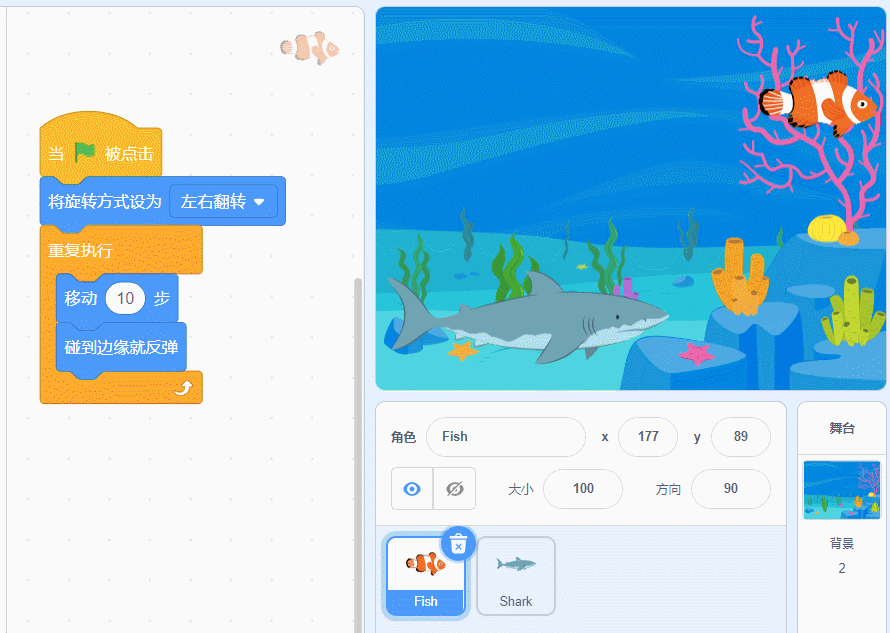 当 被点击
将旋转方式设为 左右翻转
重复执行
移动 10 步
碰到边缘就反弹
角色 Fish x 177 y 89
大小 100 方向 90
Fish
Shark
舞台
背景
2